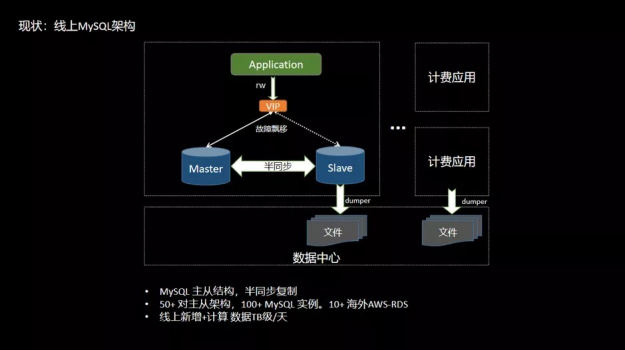 现状：线上MySQL架构
Application
rw
VIP
故障飘移
Master
半同步
Slave
...
计费应用
计费应用
dumper
dumper
文件
文件
数据中心
• MySQL 主从结构，半同步复制
• 50+ 对主从架构，100+ MySQL 实例。10+ 海外AWS-RDS
• 线上新增+计算 数据TB级/天